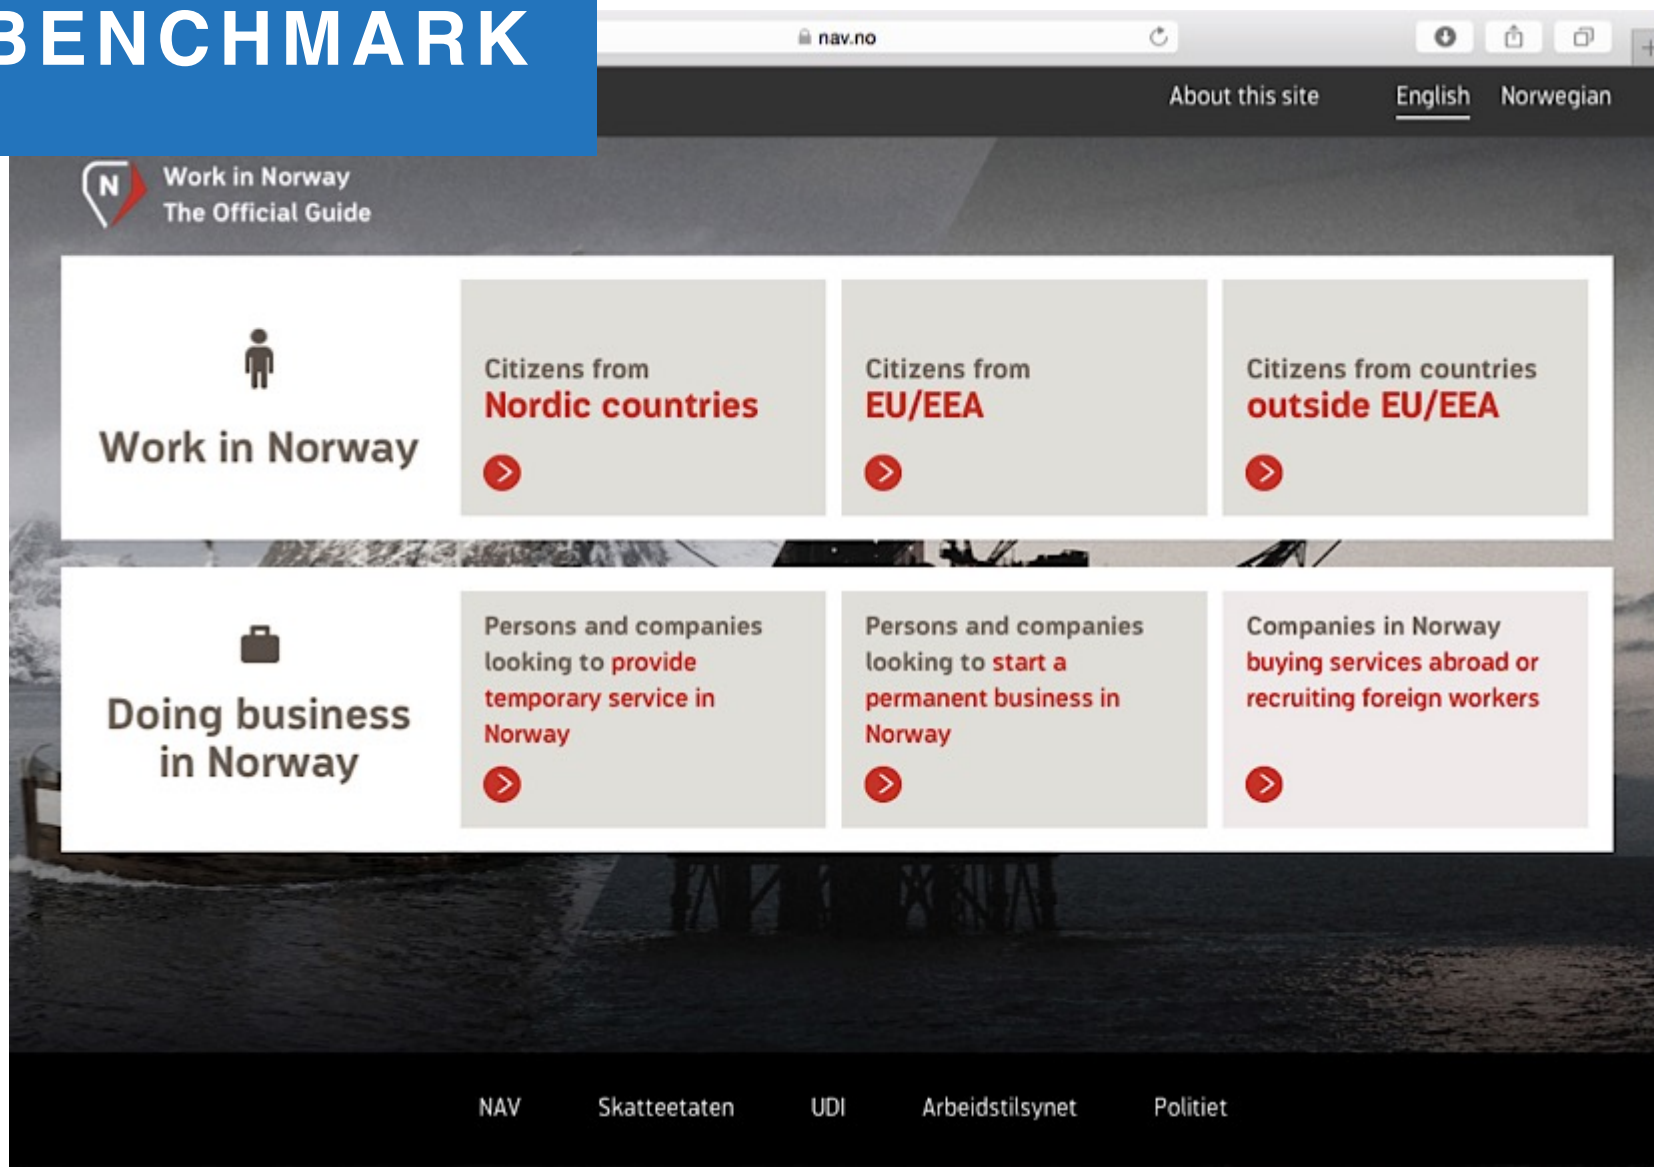 BENCHMARK
nav.no
About this site
English
Norwegian
Work in Norway
The Official Guide
Work in Norway
Citizens from
Nordic countries
Citizens from
EU/EEA
Citizens from countries
outside EU/EEA
Doing business
in Norway
Persons and companies
looking to provide
temporary service in
Norway
Persons and companies
looking to start a
permanent business in
Norway
Companies in Norway
buying services abroad or
recruiting foreign workers
NAV
Skatteetaten
UDI
Arbeidstilsynet
Politiet